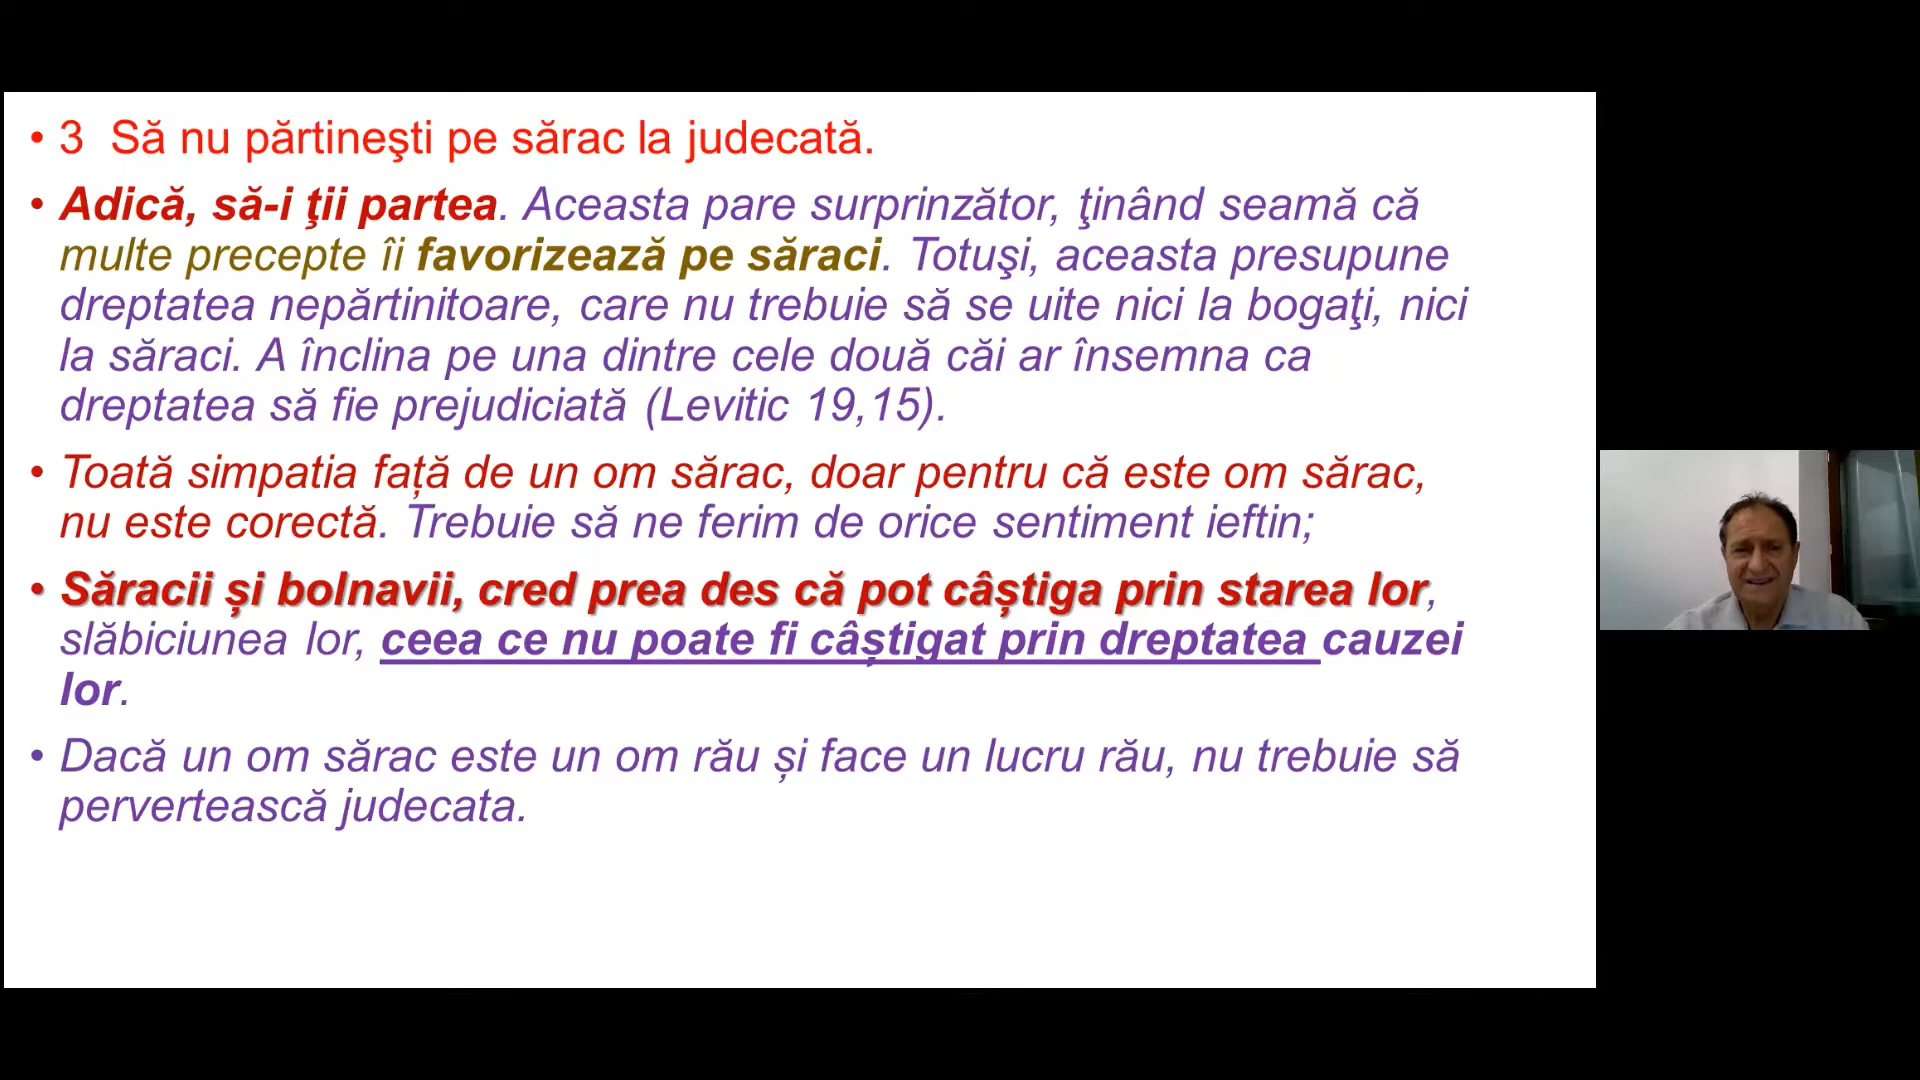 • 3  Să nu părtineşti pe sărac la judecată.
• Adică, să-i ţii partea. Aceasta pare surprinzător, ţinând seamă că
multe precepte îi favorizează pe săraci. Totuşi, aceasta presupune
dreptatea nepărtinitoare, care nu trebuie să se uite nici la bogaţi, nici
la săraci. A înclina pe una dintre cele două căi ar însemna ca
dreptatea să fie prejudiciată (Levitic 19,15).
• Toată simpatia față de un om sărac, doar pentru că este om sărac,
nu este corectă. Trebuie să ne ferim de orice sentiment ieftin;
• Săracii și bolnavii, cred prea des că pot câștiga prin starea lor,
slăbiciunea lor, ceea ce nu poate fi câștigat prin dreptatea cauzei
lor.
• Dacă un om sărac este un om rău și face un lucru rău, nu trebuie să
pervertească judecata.